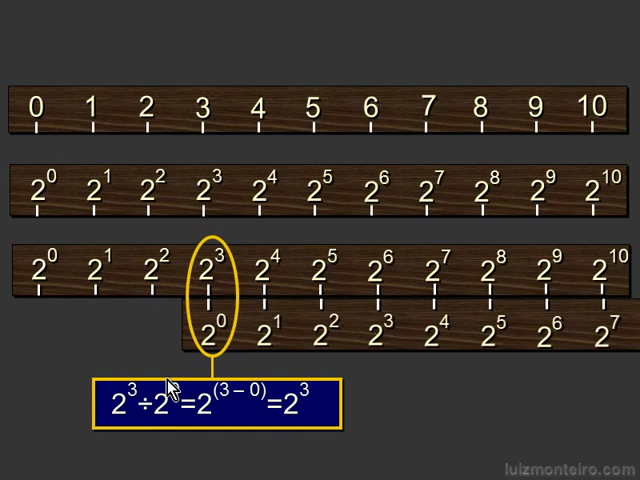 0 1 2 3 4 5 6 7 8 9 10
2⁰ 2¹ 2² 2³ 2⁴ 2⁵ 2⁶ 2⁷ 2⁸ 2⁹ 2¹⁰
2⁰ 2¹ 2² 2³ 2⁴ 2⁵ 2⁶ 2⁷ 2⁸ 2⁹ 2¹⁰
2⁰ 2¹ 2² 2³ 2⁴ 2⁵ 2⁶ 2⁷
2³÷2⁰=2⁽³ ⁻ ⁰⁾=2³
luizmonteiro.com